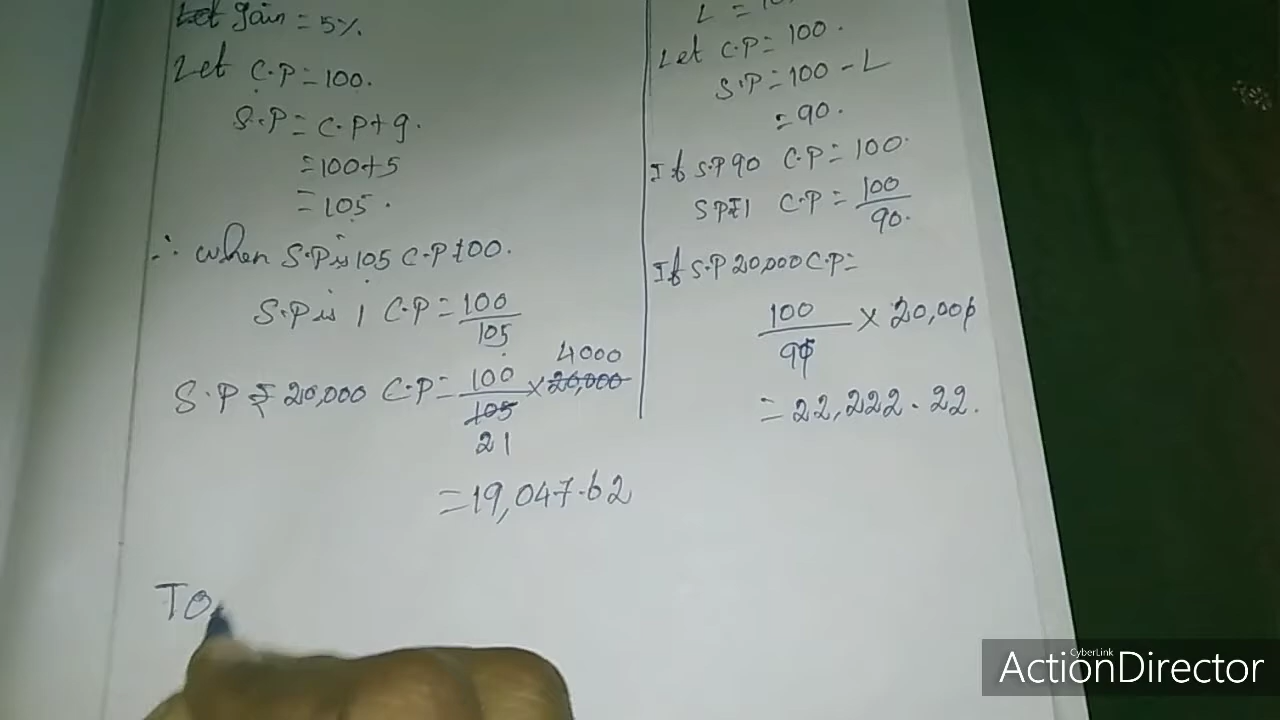 Let gain = 5%
Let C.P = 100.
S.P = C.P + g.
= 100 + 5
= 105.
∴ when S.P is 105 C.P 100.
S.P is 1 C.P = 100/105
4000
S.P ₹ 20,000 C.P = 100/105 × 20,000
21
= 19,047.62
TO
L = 10
Let C.P = 100.
S.P = 100 - L
= 90.
If S.P 90 C.P = 100.
S.P ₹1 C.P = 100/90.
If S.P 20,000 C.P =
100/90 × 20,000
= 22,222.22.
CyberLink
ActionDirector